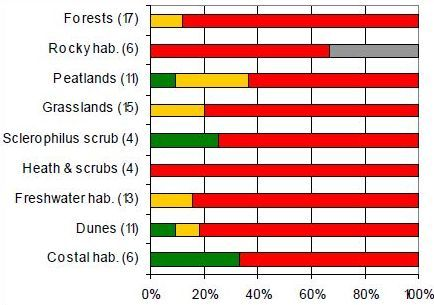 Forests (17)
Rocky hab. (6)
Peatlands (11)
Grasslands (15)
Sclerophilus scrub (4)
Heath & scrubs (4)
Freshwater hab. (13)
Dunes (11)
Costal hab. (6)
0% 20% 40% 60% 80% 100%